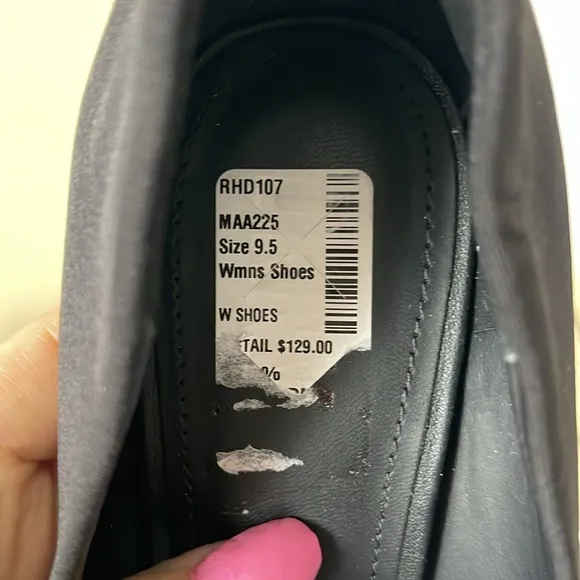 RHD107
MAA225
Size 9.5
Wmns Shoes
W SHOES
TAIL $129.00
%